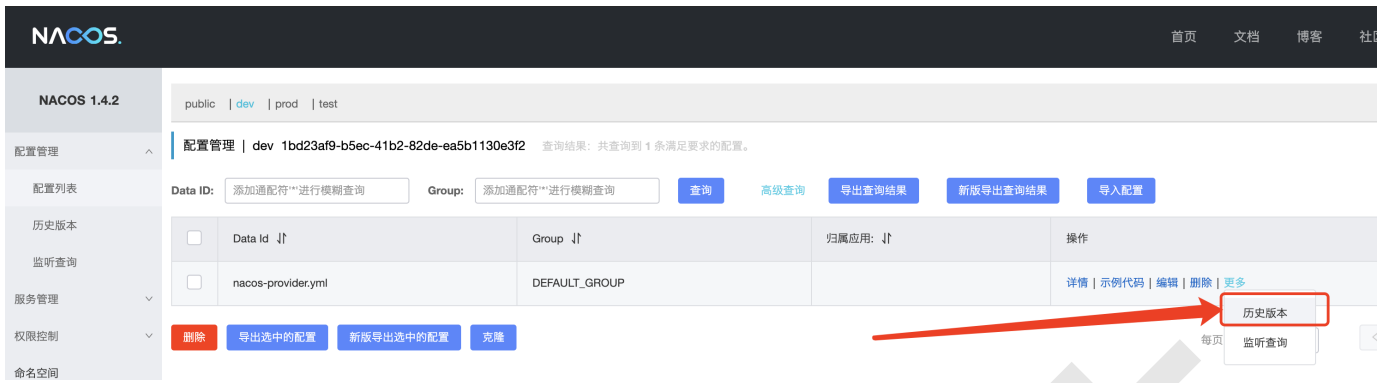 NACOS.
首页 文档 博客 社区
NACOS 1.4.2
public | dev | prod | test
配置管理
配置管理 | dev 1bd23af9-b5ec-41b2-82de-ea5b1130e3f2 查询结果：共查询到 1 条满足要求的配置。
配置列表
Data ID: 添加通配符'*'进行模糊查询 Group: 添加通配符'*'进行模糊查询 查询 高级查询 导出查询结果 新版导出查询结果 导入配置
历史版本
Data Id Group 归属应用: 操作
监听查询
nacos-provider.yml DEFAULT_GROUP 详情 | 示例代码 | 编辑 | 删除 | 更多
服务管理
历史版本
权限控制
删除 导出选中的配置 新版导出选中的配置 克隆 每页 监听查询
命名空间